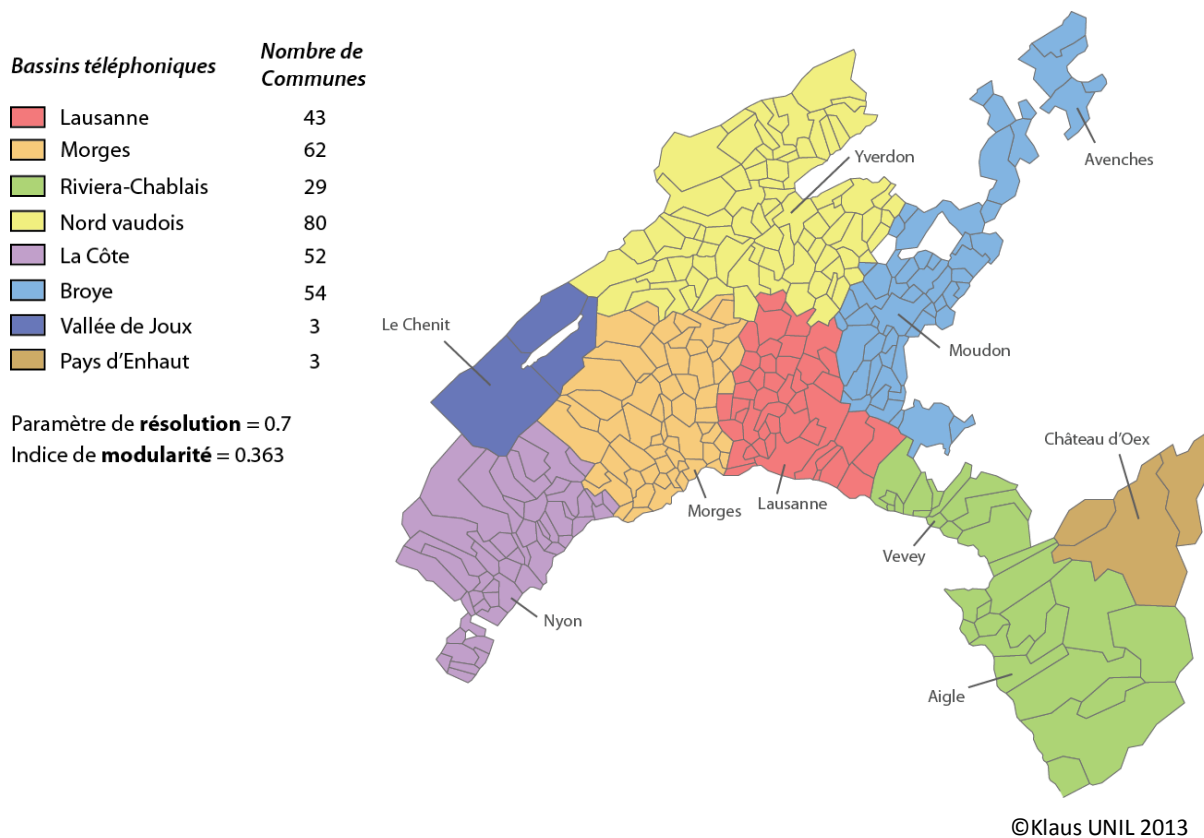 Bassins téléphoniques
Nombre de
Communes
Lausanne 43
Morges 62
Riviera-Chablais 29
Nord vaudois 80
La Côte 52
Broye 54
Vallée de Joux 3
Pays d'Enhaut 3
Paramètre de résolution = 0.7
Indice de modularité = 0.363
Yverdon
Avenches
Le Chenit
Moudon
Château d'Oex
Morges
Lausanne
Vevey
Nyon
Aigle
©Klaus UNIL 2013